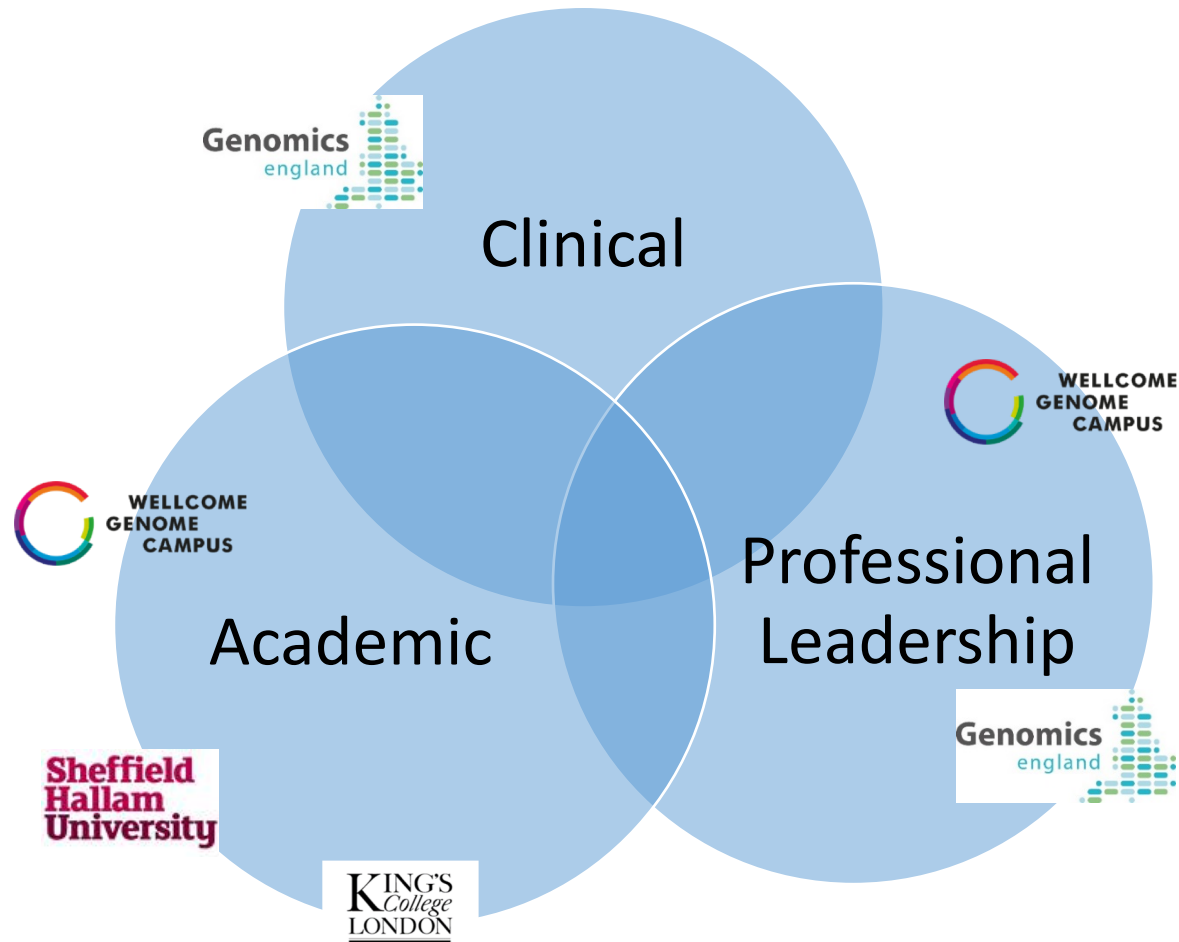 Genomics
england
Clinical
WELLCOME
GENOME
CAMPUS
WELLCOME
GENOME
CAMPUS
Professional
Leadership
Academic
Genomics
england
Sheffield
Hallam
University
KING'S
College
LONDON